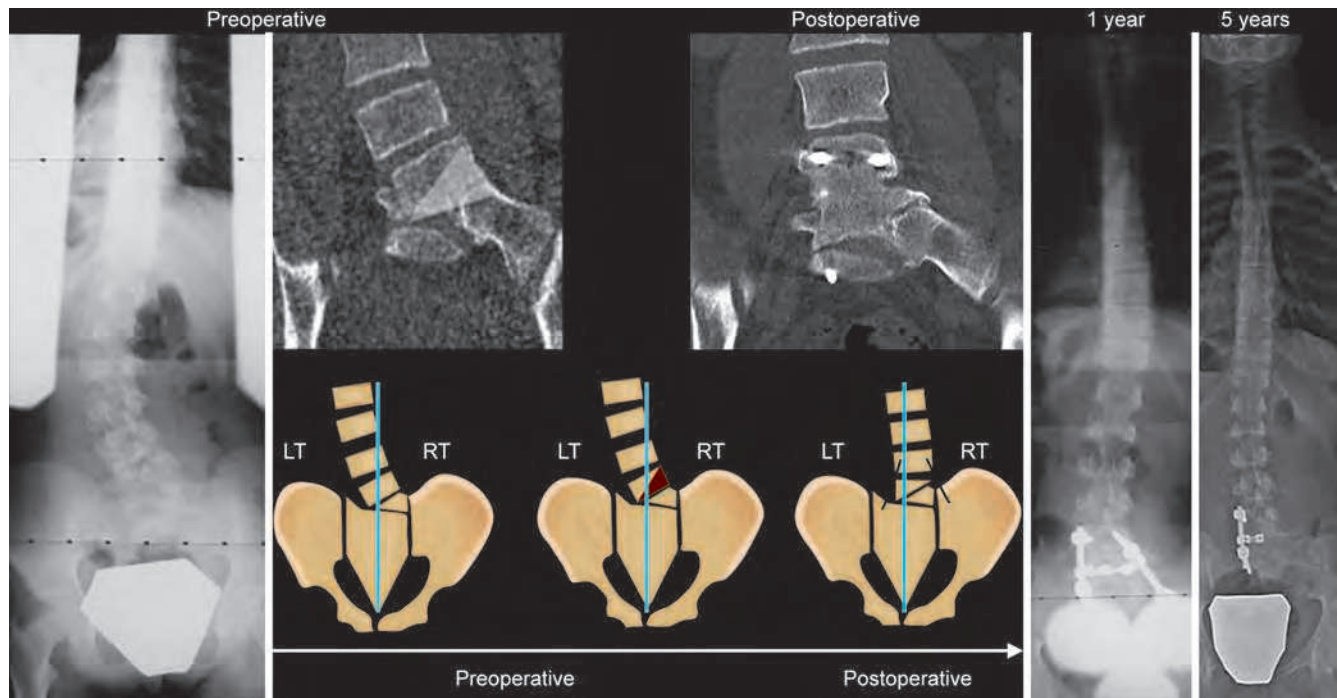 Preoperative
Postoperative
1 year
5 years
LT
RT
LT
RT
LT
RT
Preoperative
Postoperative